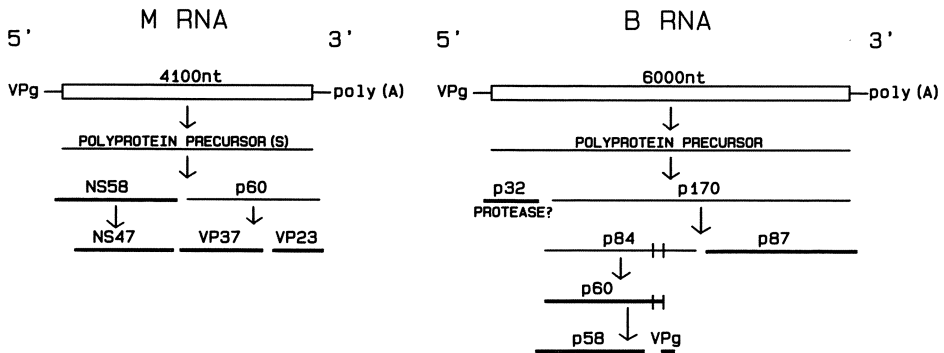 M RNA
5' 3'
4100nt
VPg poly(A)
POLYPROTEIN PRECURSOR(S)
NS58 p60
NS47 VP37 VP23
B RNA
5' 3'
6000nt
VPg poly(A)
POLYPROTEIN PRECURSOR
p32 p170
PROTEASE?
p84 p87
p60
p58 VPg